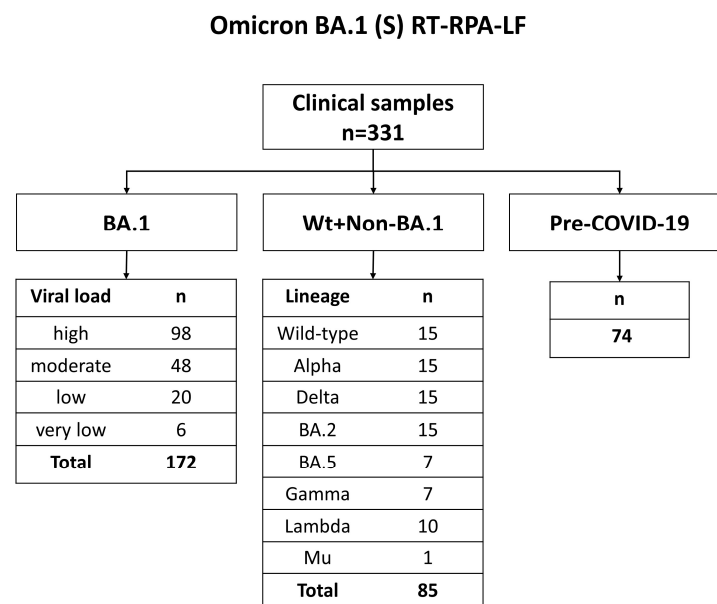 Omicron BA.1 (S) RT-RPA-LF
Clinical samples
n=331
BA.1
Wt+Non-BA.1
Pre-COVID-19
Viral load n
high 98
moderate 48
low 20
very low 6
Total 172
Lineage n
Wild-type 15
Alpha 15
Delta 15
BA.2 15
BA.5 7
Gamma 7
Lambda 10
Mu 1
Total 85
n
74